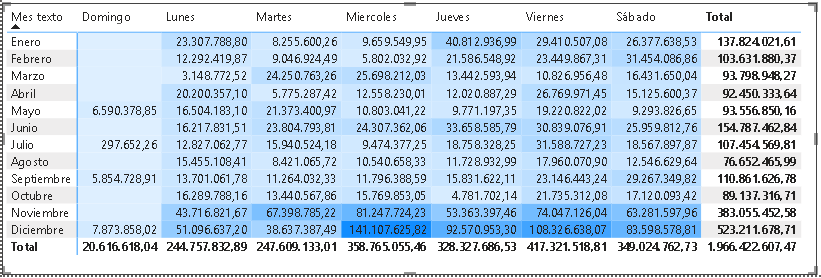 Mes texto Domingo Lunes Martes Miercoles Jueves Viernes Sábado Total
Enero 23.307.788,80 8.255.600,26 9.659.549,95 40.812.936,99 29.410.507,08 26.377.638,53 137.824.021,61
Febrero 12.292.419,87 9.046.924,49 5.802.032,92 21.586.548,92 23.449.867,31 31.454.086,86 103.631.880,37
Marzo 3.148.772,52 24.250.763,26 25.698.212,03 13.442.593,94 10.826.956,48 16.431.650,04 93.798.948,27
Abril 20.200.357,10 5.775.287,42 12.558.230,01 12.020.887,29 26.769.971,45 15.125.600,37 92.450.333,64
Mayo 6.590.378,85 16.504.183,10 21.373.400,97 10.803.041,22 9.771.197,35 19.220.822,02 9.293.826,65 93.556.850,16
Junio 16.217.831,51 23.804.793,81 24.307.362,06 33.658.585,79 30.839.076,91 25.959.812,76 154.787.462,84
Julio 297.652,26 12.827.062,77 15.940.524,18 9.474.377,25 18.758.328,25 31.588.727,23 18.567.897,87 107.454.569,81
Agosto 15.455.108,41 8.421.065,72 10.540.658,33 11.728.932,99 17.960.070,90 12.546.629,64 76.652.465,99
Septiembre 5.854.728,91 13.701.061,78 11.264.032,33 11.796.388,59 15.831.622,11 23.146.443,24 29.267.349,82 110.861.626,78
Octubre 16.289.788,16 13.440.567,86 15.769.853,05 4.781.702,14 21.735.312,08 17.120.093,42 89.137.316,71
Noviembre 43.716.821,67 67.398.785,22 81.247.724,23 53.363.397,46 74.047.126,04 63.281.597,96 383.055.452,58
Diciembre 7.873.858,02 51.096.637,20 38.637.387,49 141.107.625,82 92.570.953,30 108.326.638,07 83.598.578,81 523.211.678,71
Total 20.616.618,04 244.757.832,89 247.609.133,01 358.765.055,46 328.327.686,53 417.321.518,81 349.024.762,73 1.966.422.607,47